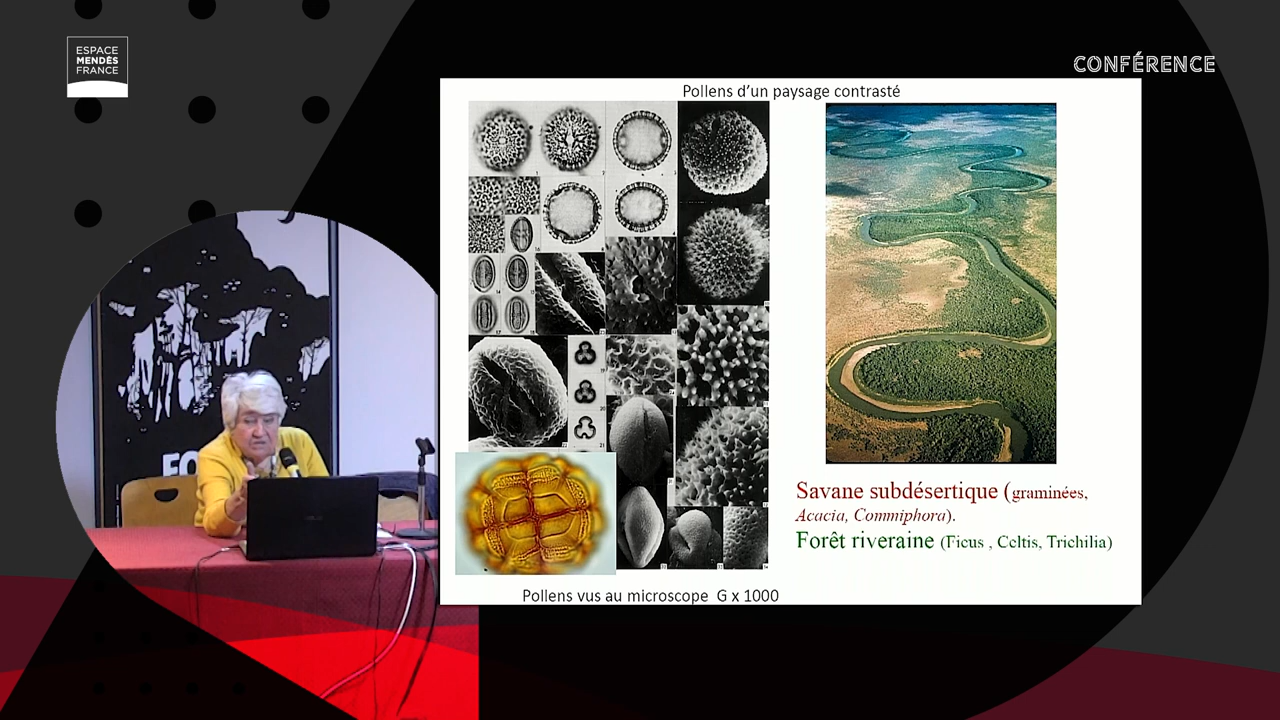 ESPACE
MENDÈS
FRANCE
CONFÉRENCE
Pollens d'un paysage contrasté
Savane subdésertique (graminées,
Acacia, Commiphora).
Forêt riveraine (Ficus , Celtis, Trichilia)
Pollens vus au microscope G x 1000
FO